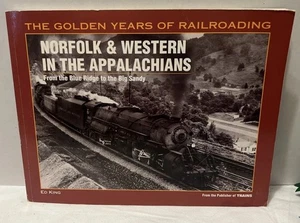 THE GOLDEN YEARS OF RAILROADING
NORFOLK & WESTERN
IN THE APPALACHIANS
From the Blue Ridge to the Big Sandy
ED KING
From the Publisher of TRAINS